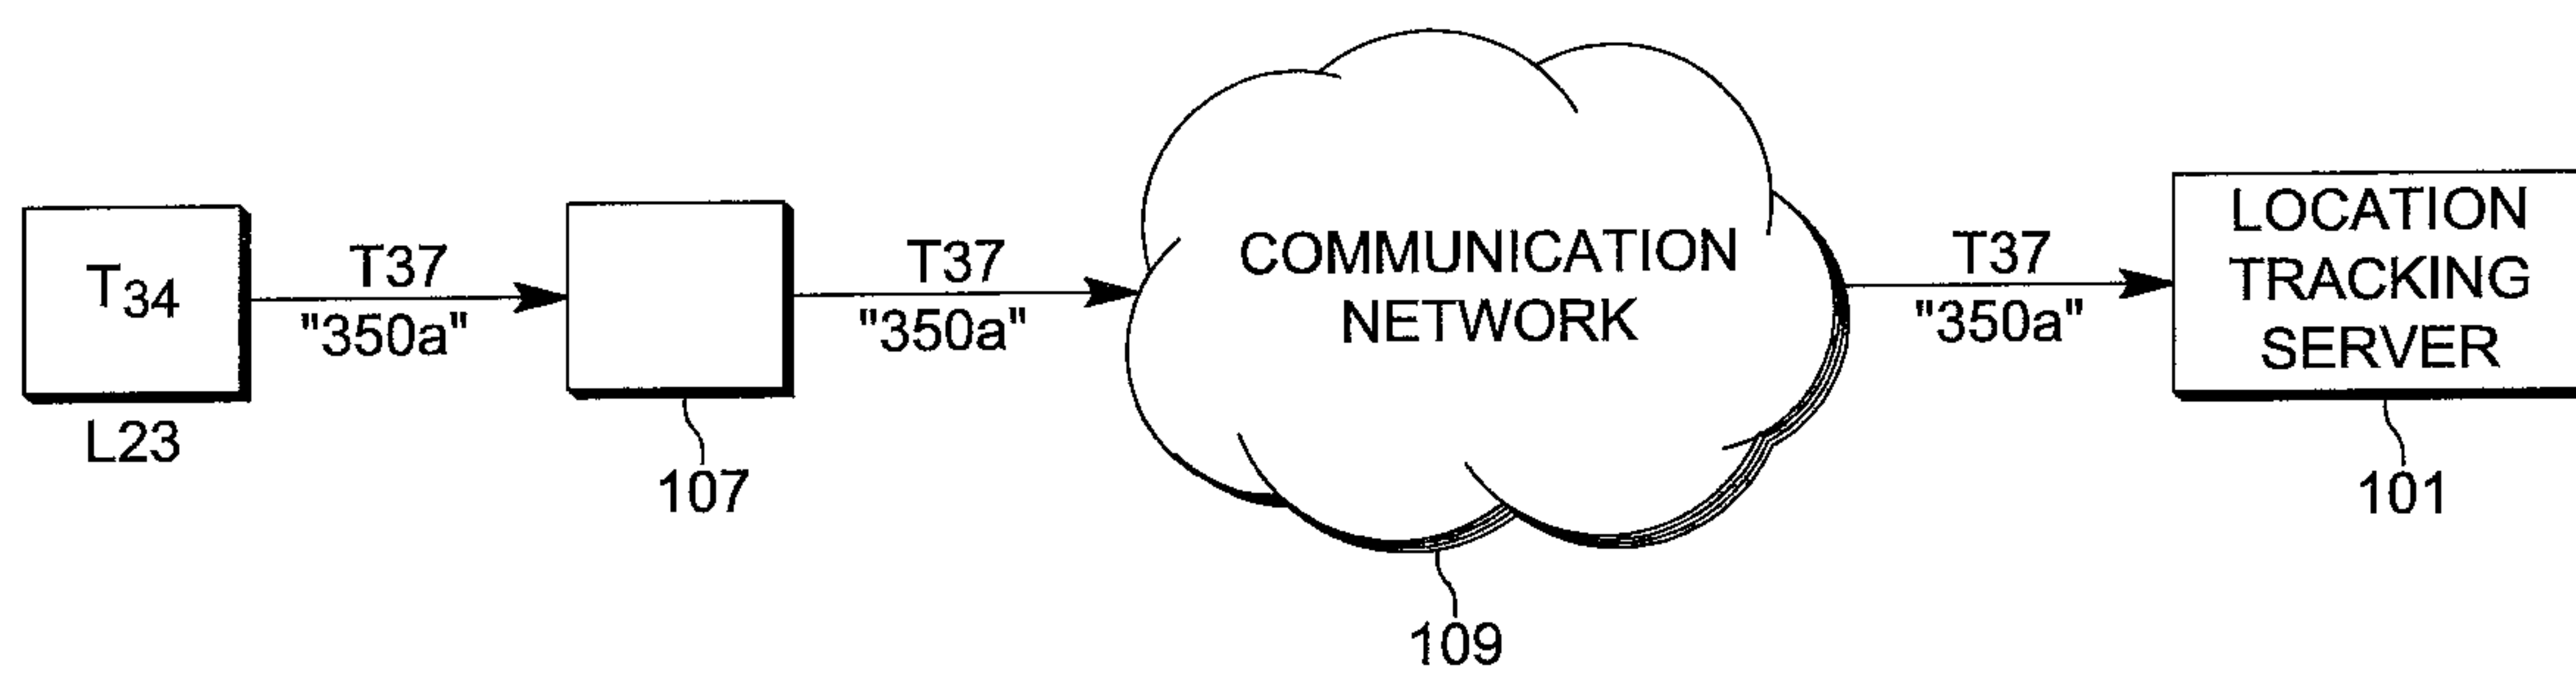 T34
L23
T37
"350a"
107
T37
"350a"
COMMUNICATION
NETWORK
109
T37
"350a"
LOCATION
TRACKING
SERVER
101